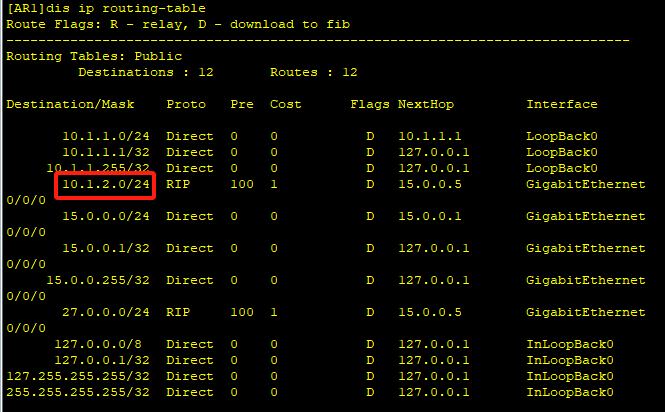 [AR1]dis ip routing-table
Route Flags: R - relay, D - download to fib
------------------------------------------------------------------------------
Routing Tables: Public
         Destinations : 12       Routes : 12

Destination/Mask    Proto   Pre  Cost      Flags NextHop         Interface

       10.1.1.0/24  Direct  0    0           D   10.1.1.1        LoopBack0
       10.1.1.1/32  Direct  0    0           D   127.0.0.1       LoopBack0
     10.1.1.255/32  Direct  0    0           D   127.0.0.1       LoopBack0
       10.1.2.0/24  RIP     100  1           D   15.0.0.5        GigabitEthernet
0/0/0
       15.0.0.0/24  Direct  0    0           D   15.0.0.1        GigabitEthernet
0/0/0
       15.0.0.1/32  Direct  0    0           D   127.0.0.1       GigabitEthernet
0/0/0
     15.0.0.255/32  Direct  0    0           D   127.0.0.1       GigabitEthernet
0/0/0
       27.0.0.0/24  RIP     100  1           D   15.0.0.5        GigabitEthernet
0/0/0
      127.0.0.0/8   Direct  0    0           D   127.0.0.1       InLoopBack0
      127.0.0.1/32  Direct  0    0           D   127.0.0.1       InLoopBack0
127.255.255.255/32  Direct  0    0           D   127.0.0.1       InLoopBack0
255.255.255.255/32  Direct  0    0           D   127.0.0.1       InLoopBack0